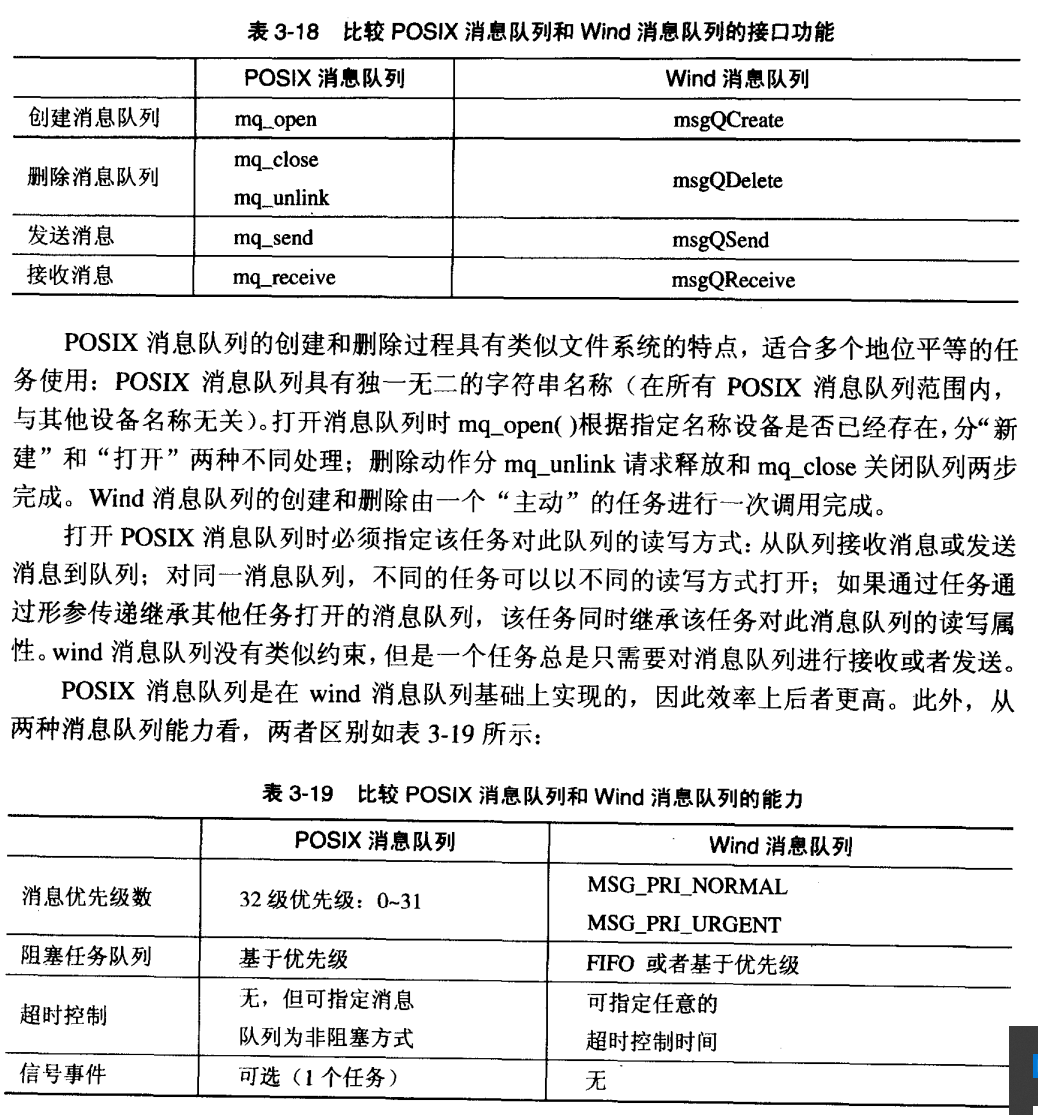 表 3-18 比较 POSIX 消息队列和 Wind 消息队列的接口功能
POSIX 消息队列 Wind 消息队列
创建消息队列 mq_open msgQCreate
删除消息队列 mq_close mq_unlink msgQDelete
发送消息 mq_send msgQSend
接收消息 mq_receive msgQReceive
POSIX 消息队列的创建和删除过程具有类似文件系统的特点，适合多个地位平等的任
务使用：POSIX 消息队列具有独一无二的字符串名称（在所有 POSIX 消息队列范围内，
与其他设备名称无关）。打开消息队列时 mq_open( )根据指定名称设备是否已经存在，分“新
建”和“打开”两种不同处理；删除动作分 mq_unlink 请求释放和 mq_close 关闭队列两步
完成。Wind 消息队列的创建和删除由一个“主动”的任务进行一次调用完成。
打开 POSIX 消息队列时必须指定该任务对此队列的读写方式：从队列接收消息或发送
消息到队列；对同一消息队列，不同的任务可以以不同的读写方式打开；如果通过任务通
过形参传递继承其他任务打开的消息队列，该任务同时继承该任务对此消息队列的读写属
性。wind 消息队列没有类似约束，但是一个任务总是只需要对消息队列进行接收或者发送。
POSIX 消息队列是在 wind 消息队列基础上实现的，因此效率上后者更高。此外，从
两种消息队列能力看，两者区别如表 3-19 所示：
表 3-19 比较 POSIX 消息队列和 Wind 消息队列的能力
POSIX 消息队列 Wind 消息队列
消息优先级数 32 级优先级：0~31 MSG_PRI_NORMAL
MSG_PRI_URGENT
阻塞任务队列 基于优先级 FIFO 或者基于优先级
超时控制 无，但可指定消息 可指定任意的
队列为非阻塞方式 超时控制时间
信号事件 可选（1 个任务） 无